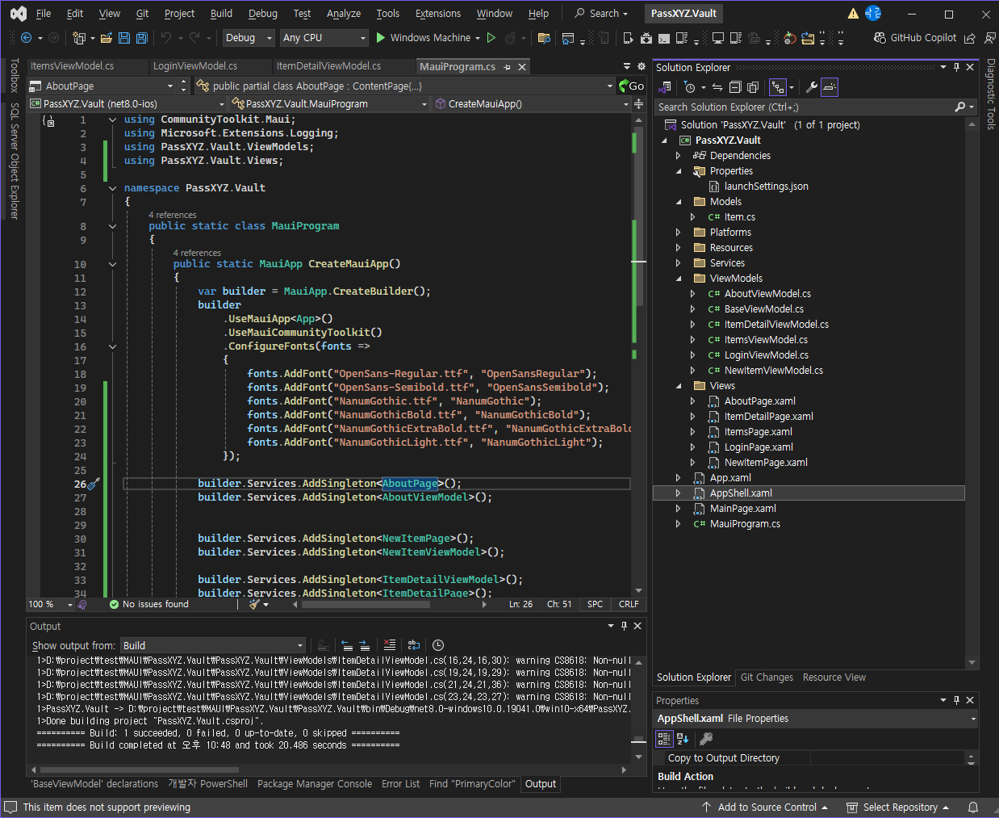 File Edit View Git Project Build Debug Test Analyze Tools Extensions Window Help Search PassXYZ.Vault
Debug Any CPU Windows Machine GitHub Copilot
Toolbox
SQL Server Object Explorer
ItemsViewModel.cs LoginViewModel.cs ItemDetailViewModel.cs MauiProgram.cs
AboutPage public partial class AboutPage : ContentPage{...} Go
PassXYZ.Vault (net8.0-ios) PassXYZ.Vault.MauiProgram CreateMauiApp()
1 using CommunityToolkit.Maui;
2 using Microsoft.Extensions.Logging;
3 using PassXYZ.Vault.ViewModels;
4 using PassXYZ.Vault.Views;
5
6 namespace PassXYZ.Vault
7 {
4 references
8 public static class MauiProgram
9 {
4 references
10 public static MauiApp CreateMauiApp()
11 {
12 var builder = MauiApp.CreateBuilder();
13 builder
14 .UseMauiApp<App>()
15 .UseMauiCommunityToolkit()
16 .ConfigureFonts(fonts =>
17 {
18 fonts.AddFont("OpenSans-Regular.ttf", "OpenSansRegular");
19 fonts.AddFont("OpenSans-Semibold.ttf", "OpenSansSemibold");
20 fonts.AddFont("NanumGothic.ttf", "NanumGothic");
21 fonts.AddFont("NanumGothicBold.ttf", "NanumGothicBold");
22 fonts.AddFont("NanumGothicExtraBold.ttf", "NanumGothicExtraBold
23 fonts.AddFont("NanumGothicLight.ttf", "NanumGothicLight");
24 });
25
26 builder.Services.AddSingleton<AboutPage>();
27 builder.Services.AddSingleton<AboutViewModel>();
28
29
30 builder.Services.AddSingleton<NewItemPage>();
31 builder.Services.AddSingleton<NewItemViewModel>();
32
33 builder.Services.AddSingleton<ItemDetailViewModel>();
34 builder.Services.AddSingleton<ItemDetailPage>();
100 % No issues found Ln: 26 Ch: 51 SPC CRLF
Output
Show output from: Build
1>D:₩project₩test₩MAUI₩PassXYZ.Vault₩PassXYZ.Vault₩ViewModels₩ItemDetailViewModel.cs(16,24,16,30): warning CS8618: Non-null
1>D:₩project₩test₩MAUI₩PassXYZ.Vault₩PassXYZ.Vault₩ViewModels₩ItemDetailViewModel.cs(19,24,19,29): warning CS8618: Non-null
1>D:₩project₩test₩MAUI₩PassXYZ.Vault₩PassXYZ.Vault₩ViewModels₩ItemDetailViewModel.cs(21,24,21,36): warning CS8618: Non-null
1>D:₩project₩test₩MAUI₩PassXYZ.Vault₩PassXYZ.Vault₩ViewModels₩ItemDetailViewModel.cs(23,24,23,27): warning CS8618: Non-null
1>PassXYZ.Vault -> D:₩project₩test₩MAUI₩PassXYZ.Vault₩PassXYZ.Vault₩bin₩Debug₩net8.0-windows10.0.19041.0₩win10-x64₩PassXYZ.
1>Done building project "PassXYZ.Vault.csproj".
========== Build: 1 succeeded, 0 failed, 0 up-to-date, 0 skipped ==========
========== Build completed at 오후 10:48 and took 20.486 seconds ==========
'BaseViewModel' declarations 개발자 PowerShell Package Manager Console Error List Find "PrimaryColor" Output
Solution Explorer
Search Solution Explorer (Ctrl+;)
Solution 'PassXYZ.Vault' (1 of 1 project)
PassXYZ.Vault
Dependencies
Properties
launchSettings.json
Models
C# Item.cs
Platforms
Resources
Services
ViewModels
C# AboutViewModel.cs
C# BaseViewModel.cs
C# ItemDetailViewModel.cs
C# ItemsViewModel.cs
C# LoginViewModel.cs
C# NewItemViewModel.cs
Views
AboutPage.xaml
ItemDetailPage.xaml
ItemsPage.xaml
LoginPage.xaml
NewItemPage.xaml
App.xaml
AppShell.xaml
MainPage.xaml
C# MauiProgram.cs
Solution Explorer Git Changes Resource View
Properties
AppShell.xaml File Properties
Copy to Output Directory
Build Action
Diagnostic Tools
This item does not support previewing Add to Source Control Select Repository